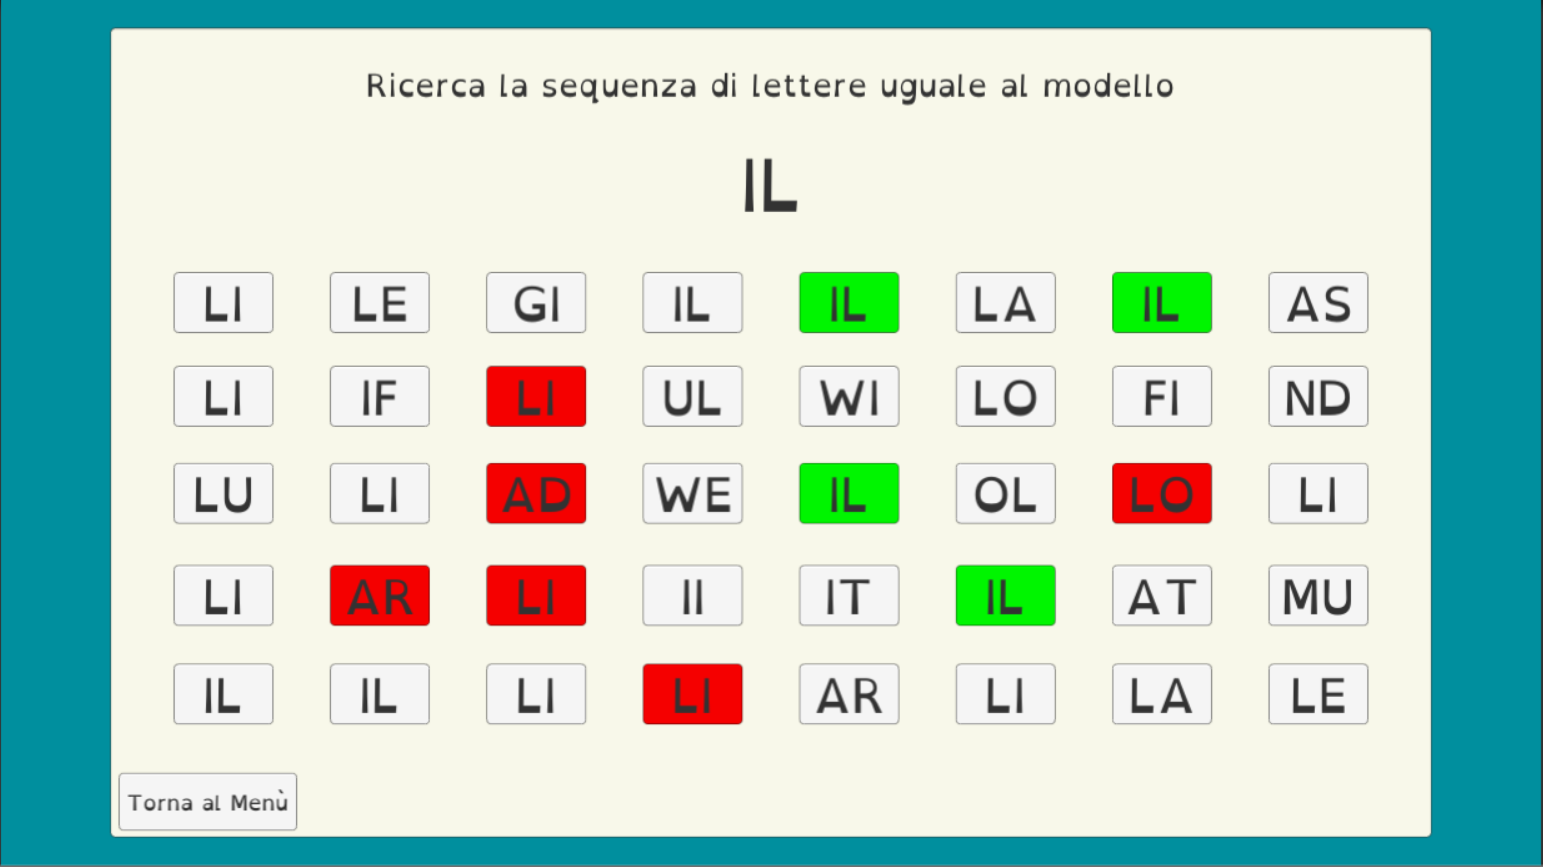 Ricerca la sequenza di lettere uguale al modello
IL
LI LE GI IL IL LA IL AS
LI IF LI UL WI LO FI ND
LU LI AD WE IL OL LO LI
LI AR LI II IT IL AT MU
IL IL LI LI AR LI LA LE
Torna al Menù